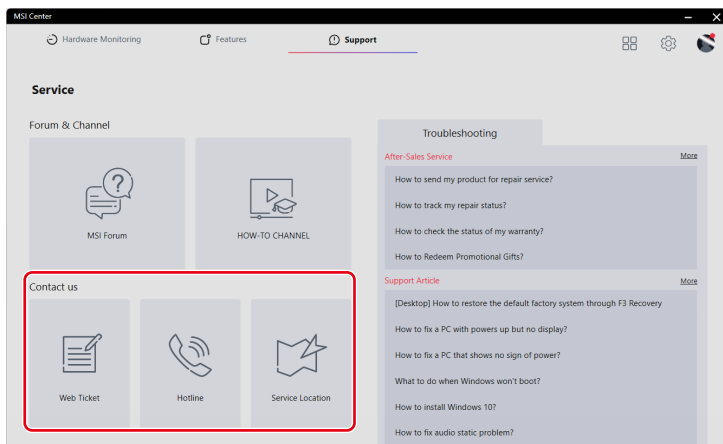 MSI Center
Hardware Monitoring
Features
Support
Service
Forum & Channel
MSI Forum
HOW-TO CHANNEL
Contact us
Web Ticket
Hotline
Service Location
Troubleshooting
After-Sales Service
More
How to send my product for repair service?
How to track my repair status?
How to check the status of my warranty?
How to Redeem Promotional Gifts?
Support Article
More
[Desktop] How to restore the default factory system through F3 Recovery
How to fix a PC with powers up but no display?
How to fix a PC that shows no sign of power?
What to do when Windows won't boot?
How to install Windows 10?
How to fix audio static problem?